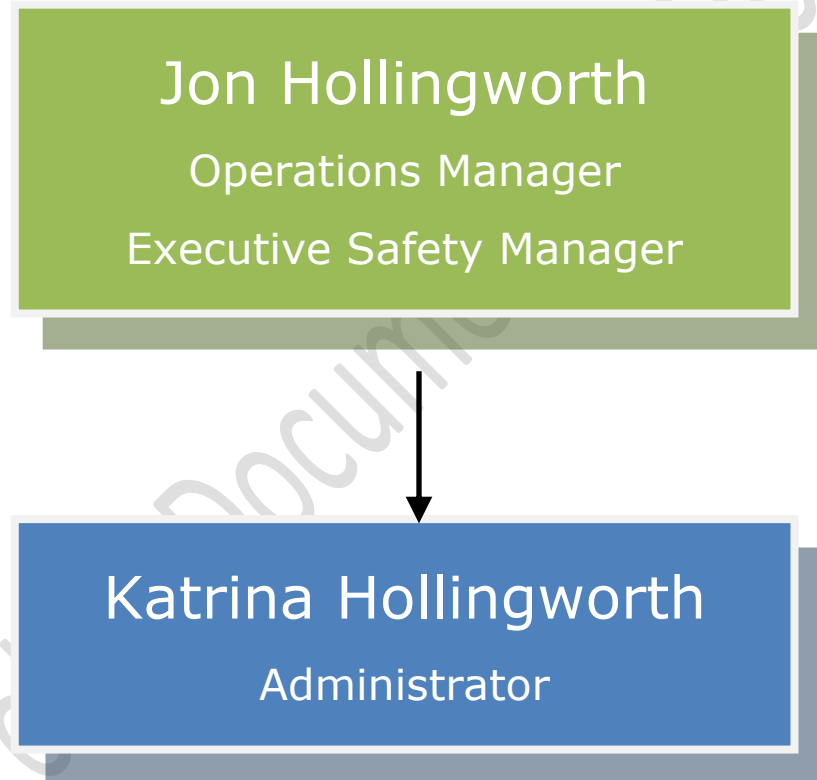 Jon Hollingworth
Operations Manager
Executive Safety Manager
Katrina Hollingworth
Administrator